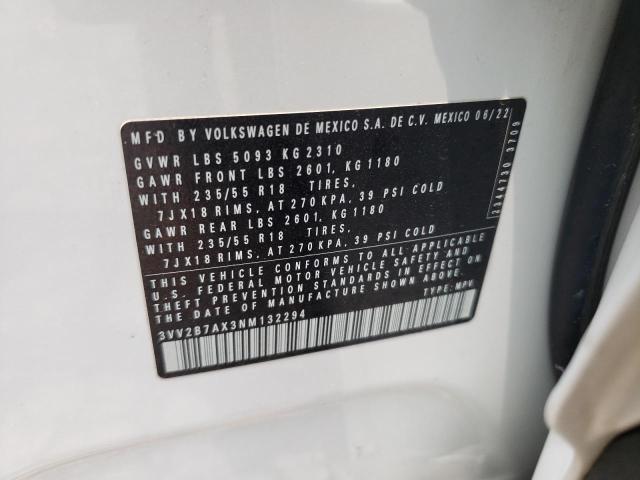 MFD BY VOLKSWAGEN DE MEXICO S.A. DE C.V. MEXICO 06/22
GVWR LBS 5093 KG 2310
GAWR FRONT LBS 2601, KG 1180
WITH 235/55 R18 TIRES,
7JX18 RIMS, AT 270 KPA, 39 PSI COLD
GAWR REAR LBS 2601, KG 1180
WITH 235/55 R18 TIRES,
7JX18 RIMS, AT 270 KPA, 39 PSI COLD
THIS VEHICLE CONFORMS TO ALL APPLICABLE
U.S. FEDERAL MOTOR VEHICLE SAFETY AND
THEFT PREVENTION STANDARDS IN EFFECT ON
THE DATE OF MANUFACTURE SHOWN ABOVE.
3VV2B7AX3NM132294 TYPE: MPV
2344730 3709